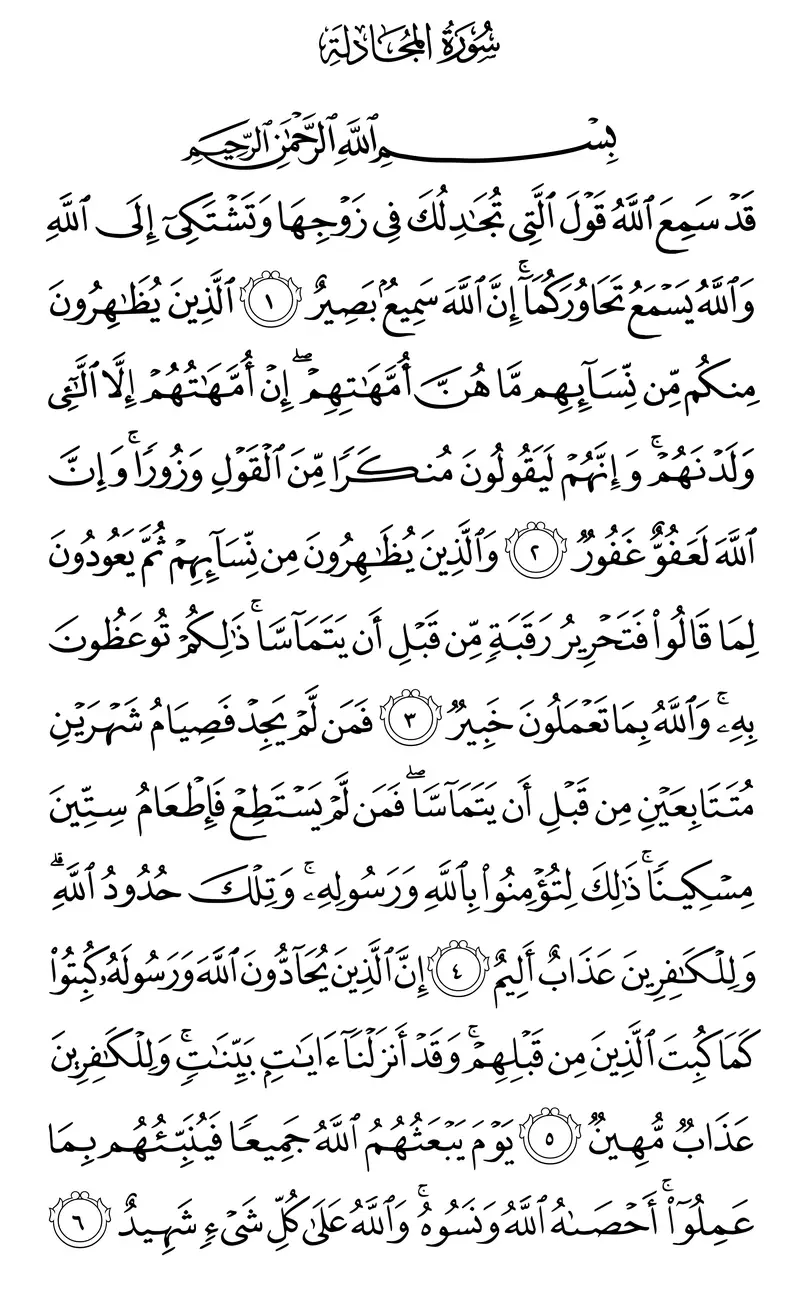 سُورَةُ المُجَادلَةِ
بِسْمِ ٱللَّهِ ٱلرَّحْمَٰنِ ٱلرَّحِيمِ
قَدْ سَمِعَ ٱللَّهُ قَوْلَ ٱلَّتِي تُجَٰدِلُكَ فِي زَوْجِهَا وَتَشْتَكِيٓ إِلَى ٱللَّهِ
وَٱللَّهُ يَسْمَعُ تَحَاوُرَكُمَآۚ إِنَّ ٱللَّهَ سَمِيعُۢ بَصِيرٌ ١ ٱلَّذِينَ يُظَٰهِرُونَ
مِنكُم مِّن نِّسَآئِهِم مَّا هُنَّ أُمَّهَٰتِهِمْۖ إِنْ أُمَّهَٰتُهُمْ إِلَّا ٱلَّٰٓـِٔي
وَلَدْنَهُمْۚ وَإِنَّهُمْ لَيَقُولُونَ مُنكَرًا مِّنَ ٱلْقَوْلِ وَزُورًاۚ وَإِنَّ
ٱللَّهَ لَعَفُوٌّ غَفُورٌ ٢ وَٱلَّذِينَ يُظَٰهِرُونَ مِن نِّسَآئِهِمْ ثُمَّ يَعُودُونَ
لِمَا قَالُوا۟ فَتَحْرِيرُ رَقَبَةٍ مِّن قَبْلِ أَن يَتَمَآسَّاۚ ذَٰلِكُمْ تُوعَظُونَ
بِهِۦۚ وَٱللَّهُ بِمَا تَعْمَلُونَ خَبِيرٌ ٣ فَمَن لَّمْ يَجِدْ فَصِيَامُ شَهْرَيْنِ
مُتَتَابِعَيْنِ مِن قَبْلِ أَن يَتَمَآسَّاۖ فَمَن لَّمْ يَسْتَطِعْ فَإِطْعَامُ سِتِّينَ
مِسْكِينًاۚ ذَٰلِكَ لِتُؤْمِنُوا۟ بِٱللَّهِ وَرَسُولِهِۦۚ وَتِلْكَ حُدُودُ ٱللَّهِۗ
وَلِلْكَٰفِرِينَ عَذَابٌ أَلِيمٌ ٤ إِنَّ ٱلَّذِينَ يُحَآدُّونَ ٱللَّهَ وَرَسُولَهُۥ كُبِتُوا۟
كَمَا كُبِتَ ٱلَّذِينَ مِن قَبْلِهِمْۚ وَقَدْ أَنزَلْنَآ ءَايَٰتِۭ بَيِّنَٰتٍۚ وَلِلْكَٰفِرِينَ
عَذَابٌ مُّهِينٌ ٥ يَوْمَ يَبْعَثُهُمُ ٱللَّهُ جَمِيعًا فَيُنَبِّئُهُم بِمَا
عَمِلُوٓا۟ۚ أَحْصَىٰهُ ٱللَّهُ وَنَسُوهُۚ وَٱللَّهُ عَلَىٰ كُلِّ شَيْءٍ شَهِيدٌ ٦